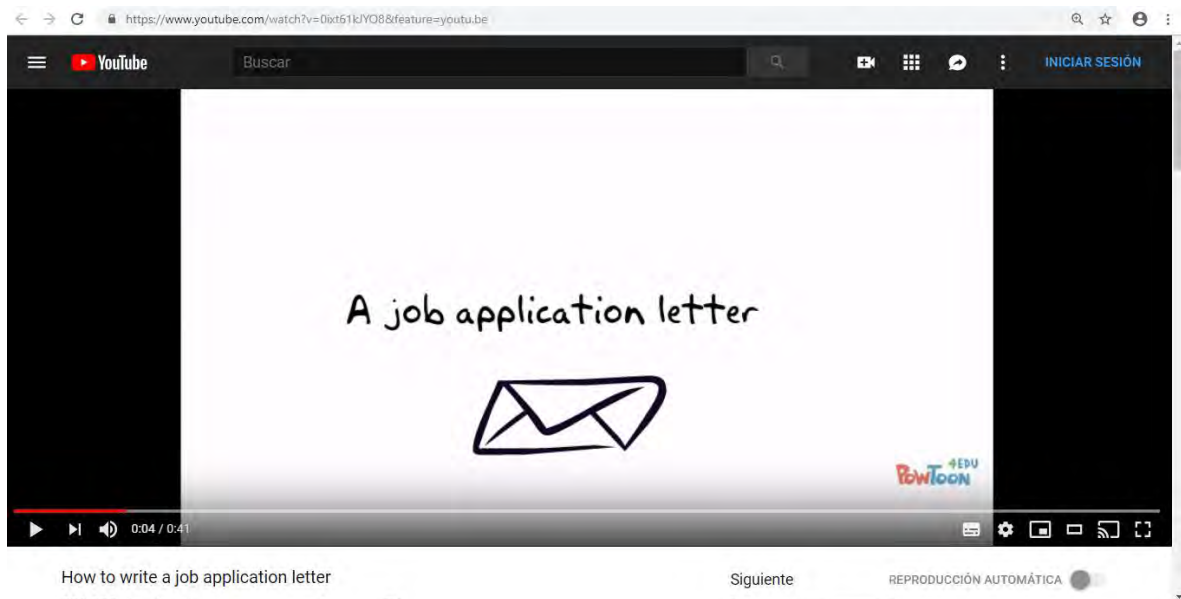 https://www.youtube.com/watch?v=0ixt61kJYO8&feature=youtu.be
YouTube
Buscar
INICIAR SESIÓN
A job application letter
POWTOON 4EDU
0:04 / 0:41
How to write a job application letter
Siguiente
REPRODUCCIÓN AUTOMÁTICA